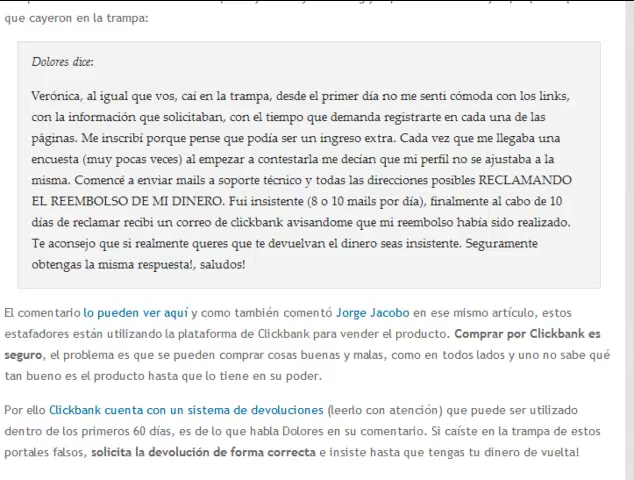 que cayeron en la trampa:
Dolores dice:
Verónica, al igual que vos, caí en la trampa, desde el primer día no me senti cómoda con los links,
con la información que solicitaban, con el tiempo que demanda registrarte en cada una de las
páginas. Me inscribí porque pense que podía ser un ingreso extra. Cada vez que me llegaba una
encuesta (muy pocas veces) al empezar a contestarla me decían que mi perfil no se ajustaba a la
misma. Comencé a enviar mails a soporte técnico y todas las direcciones posibles RECLAMANDO
EL REEMBOLSO DE MI DINERO. Fui insistente (8 o 10 mails por día), finalmente al cabo de 10
días de reclamar recibi un correo de clickbank avisandome que mi reembolso había sido realizado.
Te aconsejo que si realmente queres que te devuelvan el dinero seas insistente. Seguramente
obtengas la misma respuesta!, saludos!
El comentario lo pueden ver aquí y como también comentó Jorge Jacobo en ese mismo artículo, estos
estafadores están utilizando la plataforma de Clickbank para vender el producto. Comprar por Clickbank es
seguro, el problema es que se pueden comprar cosas buenas y malas, como en todos lados y uno no sabe qué
tan bueno es el producto hasta que lo tiene en su poder.
Por ello Clickbank cuenta con un sistema de devoluciones (leerlo con atención) que puede ser utilizado
dentro de los primeros 60 días, es de lo que habla Dolores en su comentario. Si caíste en la trampa de estos
portales falsos, solicita la devolución de forma correcta e insiste hasta que tengas tu dinero de vuelta!